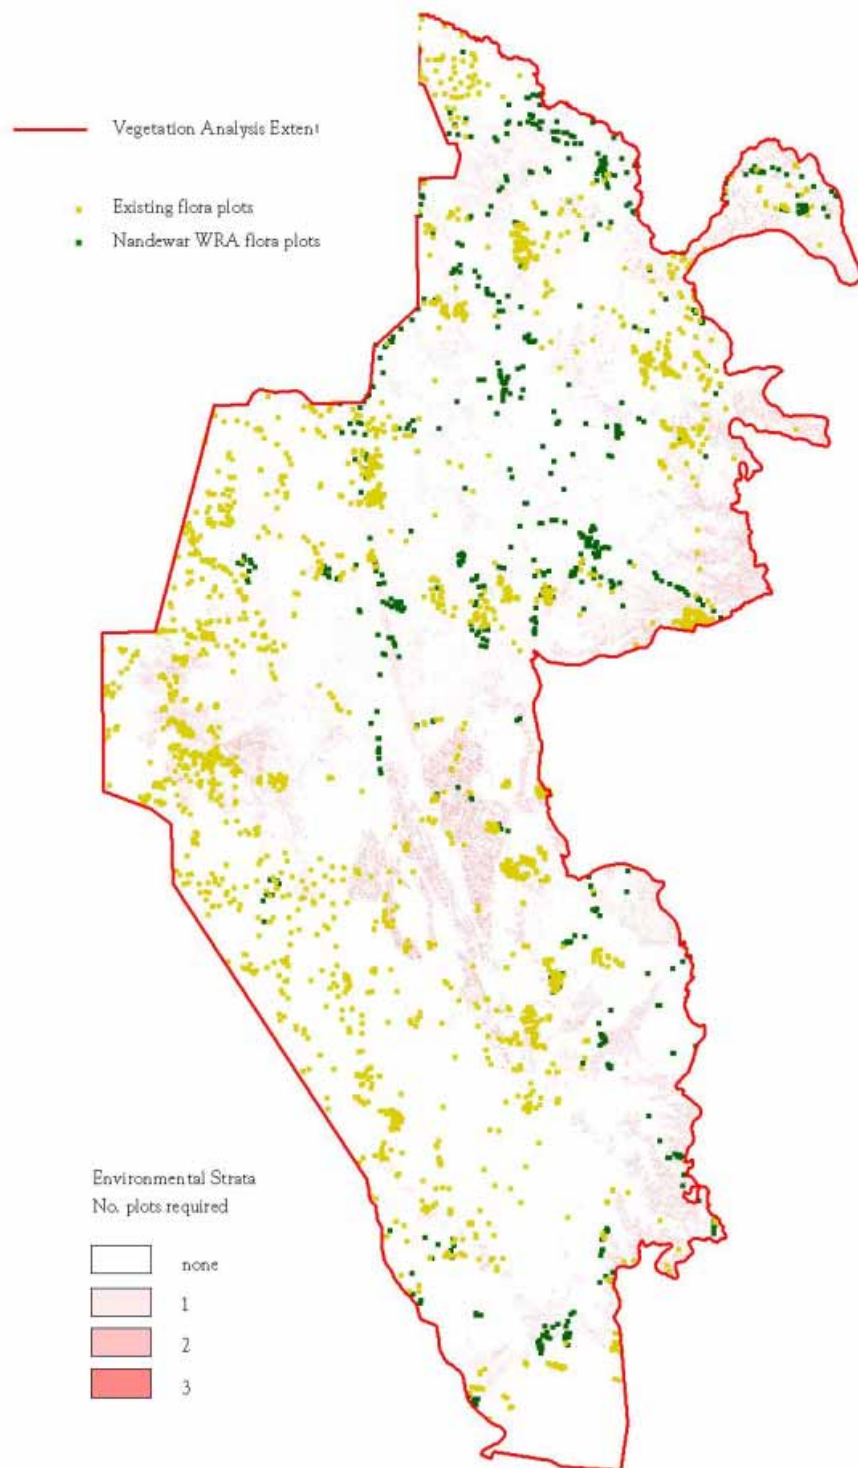 Vegetation Analysis Extent
Existing flora plots
Nandewar WRA flora plots
Environmental Strata
No. plots required
none
1
2
3